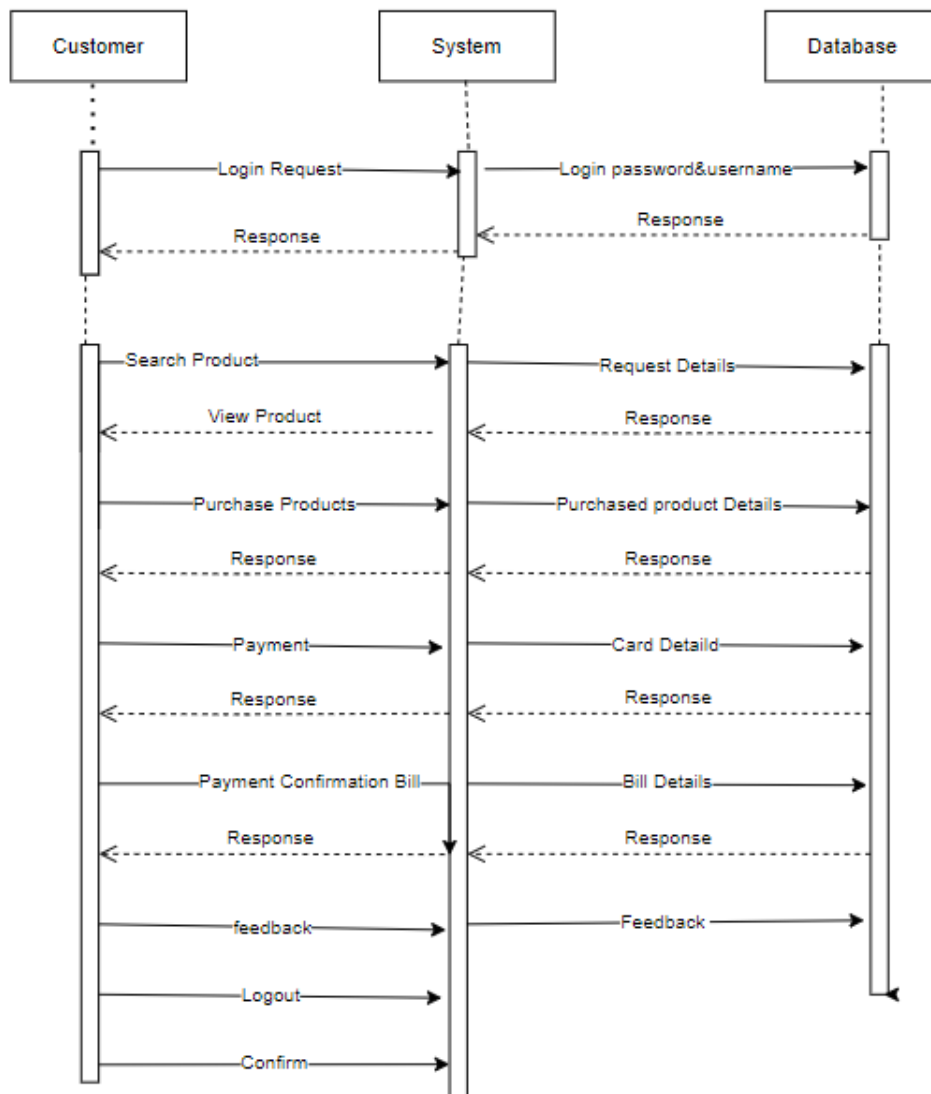 Customer
System
Database
Login Request
Login password&username
Response
Response
Search Product
Request Details
View Product
Response
Purchase Products
Purchased product Details
Response
Response
Payment
Card Detaild
Response
Response
Payment Confirmation Bill
Bill Details
Response
Response
feedback
Feedback
Logout
Confirm